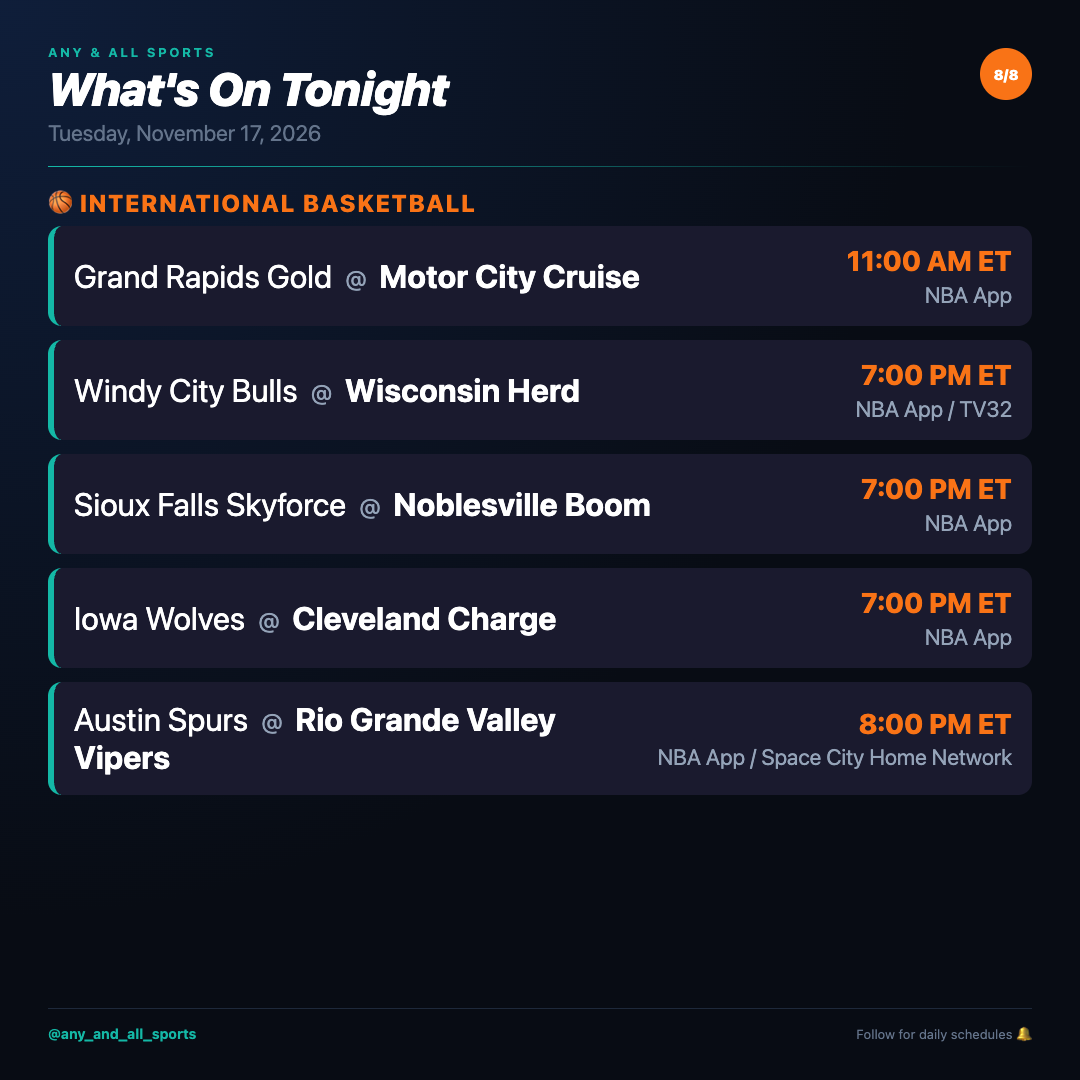 ANY & ALL SPORTS
What's On Tonight
Tuesday, November 17, 2026
8/8
🏀 INTERNATIONAL BASKETBALL
Grand Rapids Gold @ Motor City Cruise
11:00 AM ET
NBA App
Windy City Bulls @ Wisconsin Herd
7:00 PM ET
NBA App / TV32
Sioux Falls Skyforce @ Noblesville Boom
7:00 PM ET
NBA App
Iowa Wolves @ Cleveland Charge
7:00 PM ET
NBA App
Austin Spurs @ Rio Grande Valley
Vipers
8:00 PM ET
NBA App / Space City Home Network
@any_and_all_sports
Follow for daily schedules 🔔